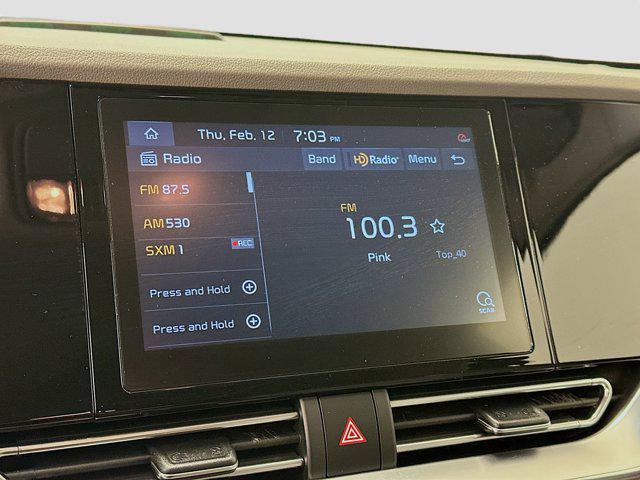 Thu, Feb. 12 7:03 PM
Radio Band HD Radio® Menu
FM 87.5
AM 530
SXM 1 REC
Press and Hold
Press and Hold
FM
100.3
Pink Top_40
SCAN